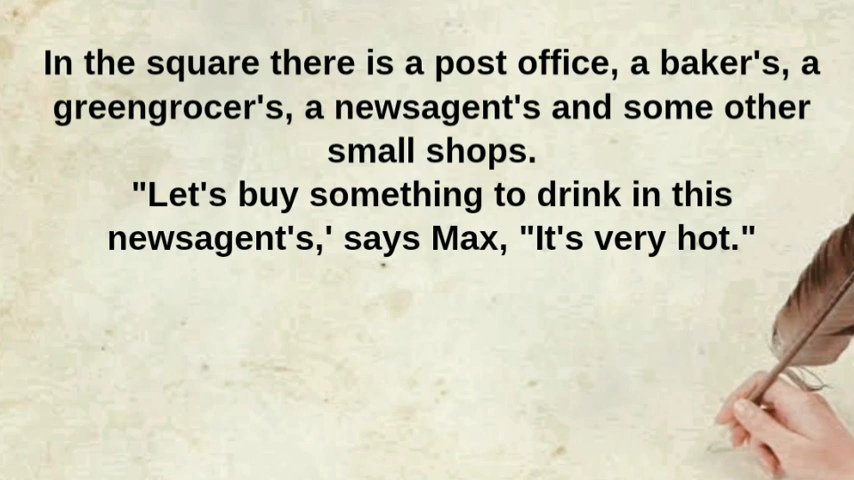 In the square there is a post office, a baker's, a
greengrocer's, a newsagent's and some other
small shops.
"Let's buy something to drink in this
newsagent's,' says Max, "It's very hot."